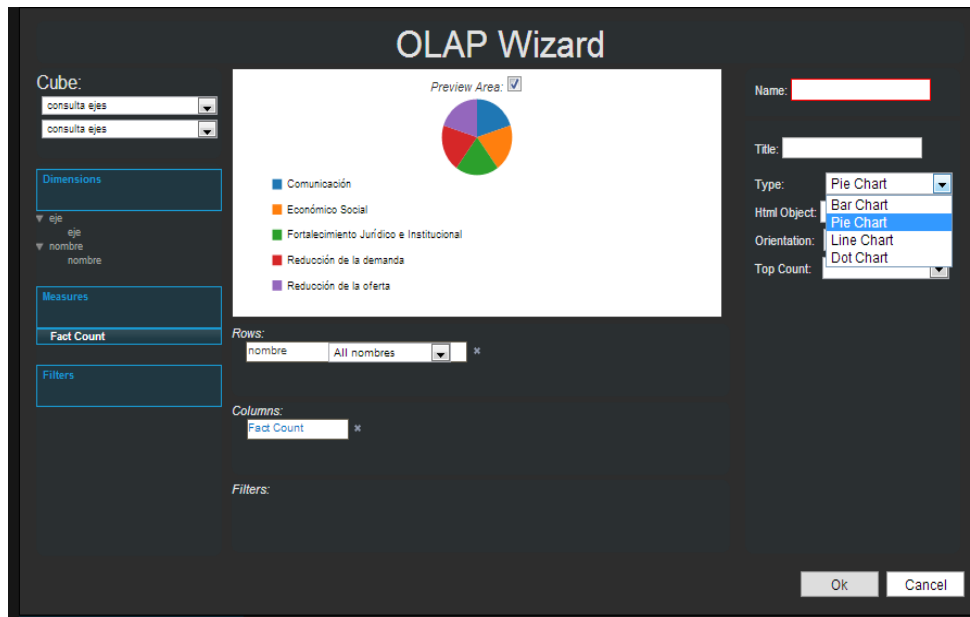 OLAP Wizard
Cube:
consulta ejes
consulta ejes
Dimensions
eje
eje
nombre
nombre
Measures
Fact Count
Filters
Preview Area:
Comunicación
Económico Social
Fortalecimiento Jurídico e Institucional
Reducción de la demanda
Reducción de la oferta
Rows:
nombre All nombres
Columns:
Fact Count
Filters:
Name:
Title:
Type: Pie Chart
Bar Chart
Html Object:
Pie Chart
Orientation: Line Chart
Dot Chart
Top Count:
Ok Cancel